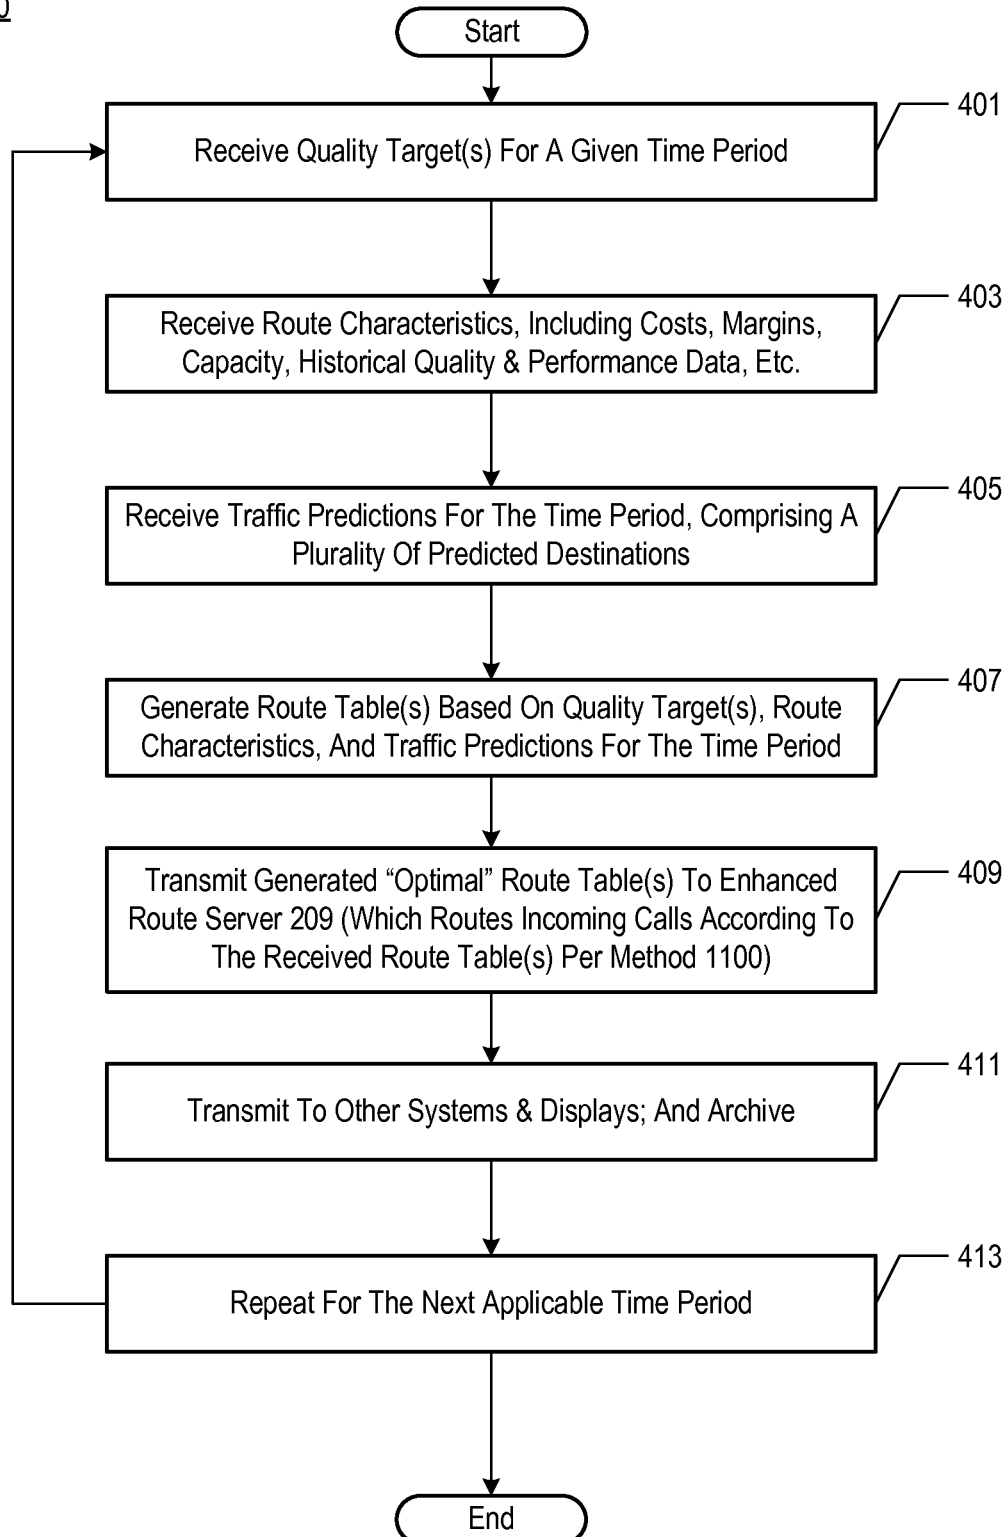 Start
401
Receive Quality Target(s) For A Given Time Period
403
Receive Route Characteristics, Including Costs, Margins,
Capacity, Historical Quality & Performance Data, Etc.
405
Receive Traffic Predictions For The Time Period, Comprising A
Plurality Of Predicted Destinations
407
Generate Route Table(s) Based On Quality Target(s), Route
Characteristics, And Traffic Predictions For The Time Period
409
Transmit Generated “Optimal” Route Table(s) To Enhanced
Route Server 209 (Which Routes Incoming Calls According To
The Received Route Table(s) Per Method 1100)
411
Transmit To Other Systems & Displays; And Archive
413
Repeat For The Next Applicable Time Period
End